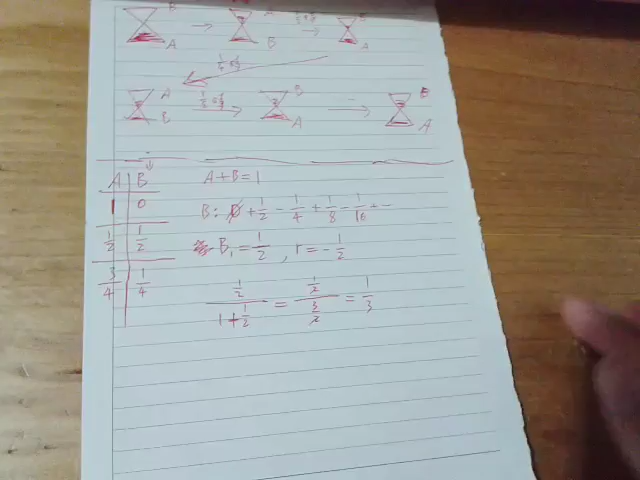 B A B
A B A
A B B
B A A
A B A+B=1
1 0 B: 0+1/2-1/4+1/8-1/16+-
1/2 1/2 B₁=1/2, r=-1/2
3/4 1/4 (1/2)/(1+1/2)=(1/2)/(3/2)=1/3